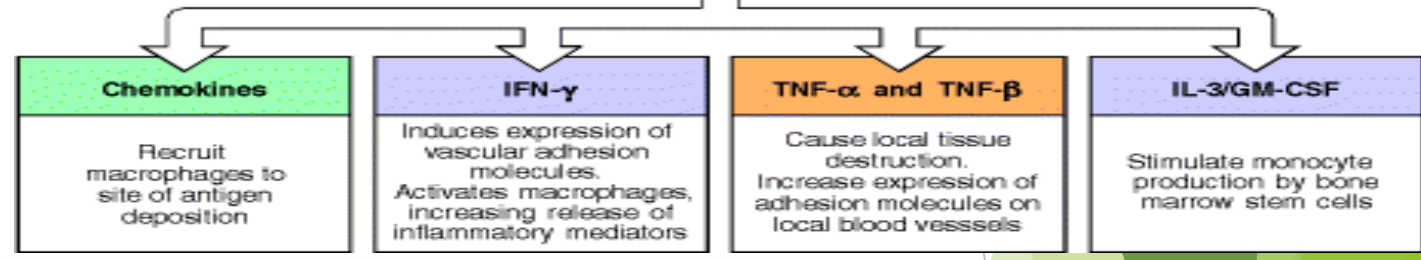 Chemokines
Recruit
macrophages to
site of antigen
deposition
IFN-γ
Induces expression of
vascular adhesion
molecules.
Activates macrophages,
increasing release of
inflammatory mediators
TNF-α and TNF-β
Cause local tissue
destruction.
Increase expression of
adhesion molecules on
local blood vesssels
IL-3/GM-CSF
Stimulate monocyte
production by bone
marrow stem cells